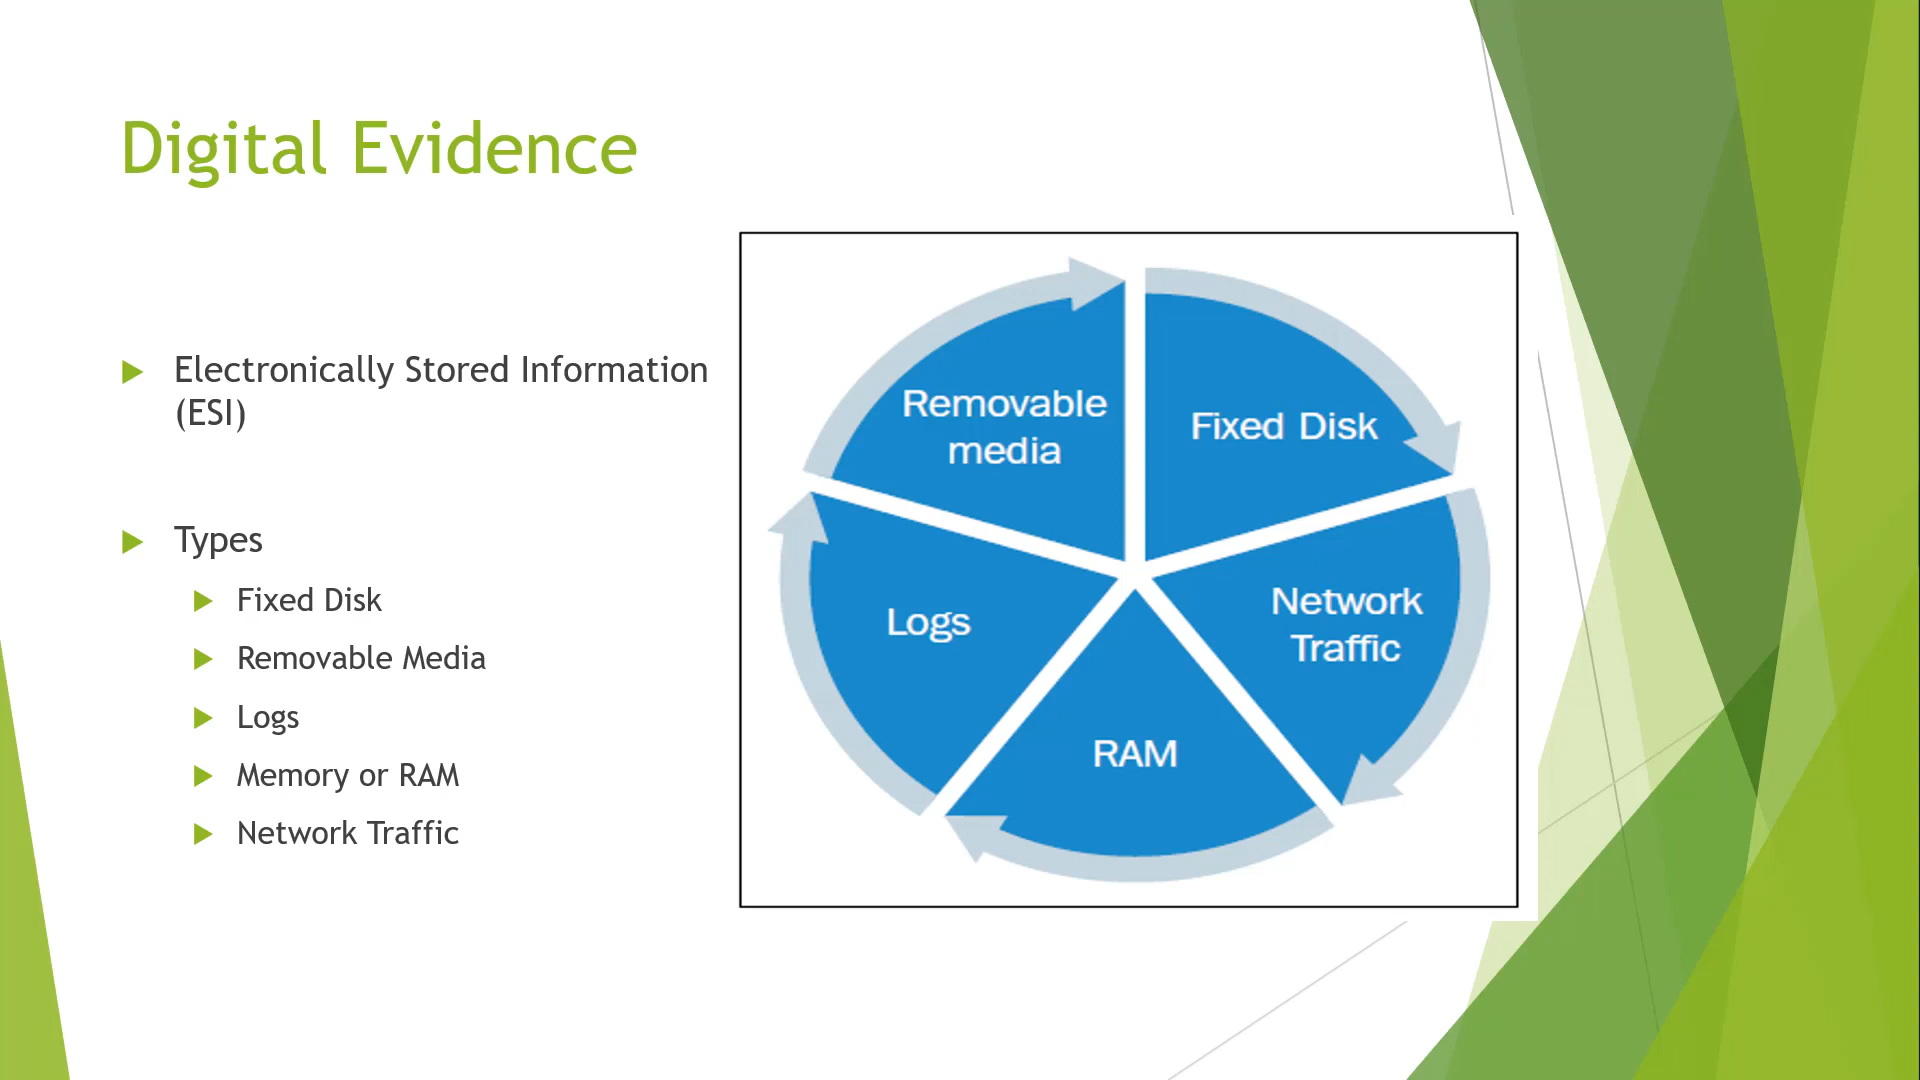 Digital Evidence
Electronically Stored Information
(ESI)
Types
Fixed Disk
Removable Media
Logs
Memory or RAM
Network Traffic
Removable
media
Fixed Disk
Network
Traffic
RAM
Logs